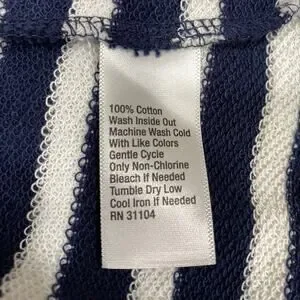 100% Cotton
Wash Inside Out
Machine Wash Cold
With Like Colors
Gentle Cycle
Only Non-Chlorine
Bleach If Needed
Tumble Dry Low
Cool Iron If Needed
RN 31104